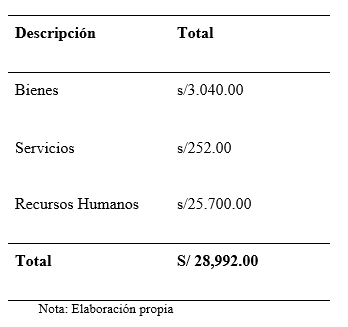 Descripción Total
Bienes s/3.040.00
Servicios s/252.00
Recursos Humanos s/25.700.00
Total S/ 28,992.00
Nota: Elaboración propia